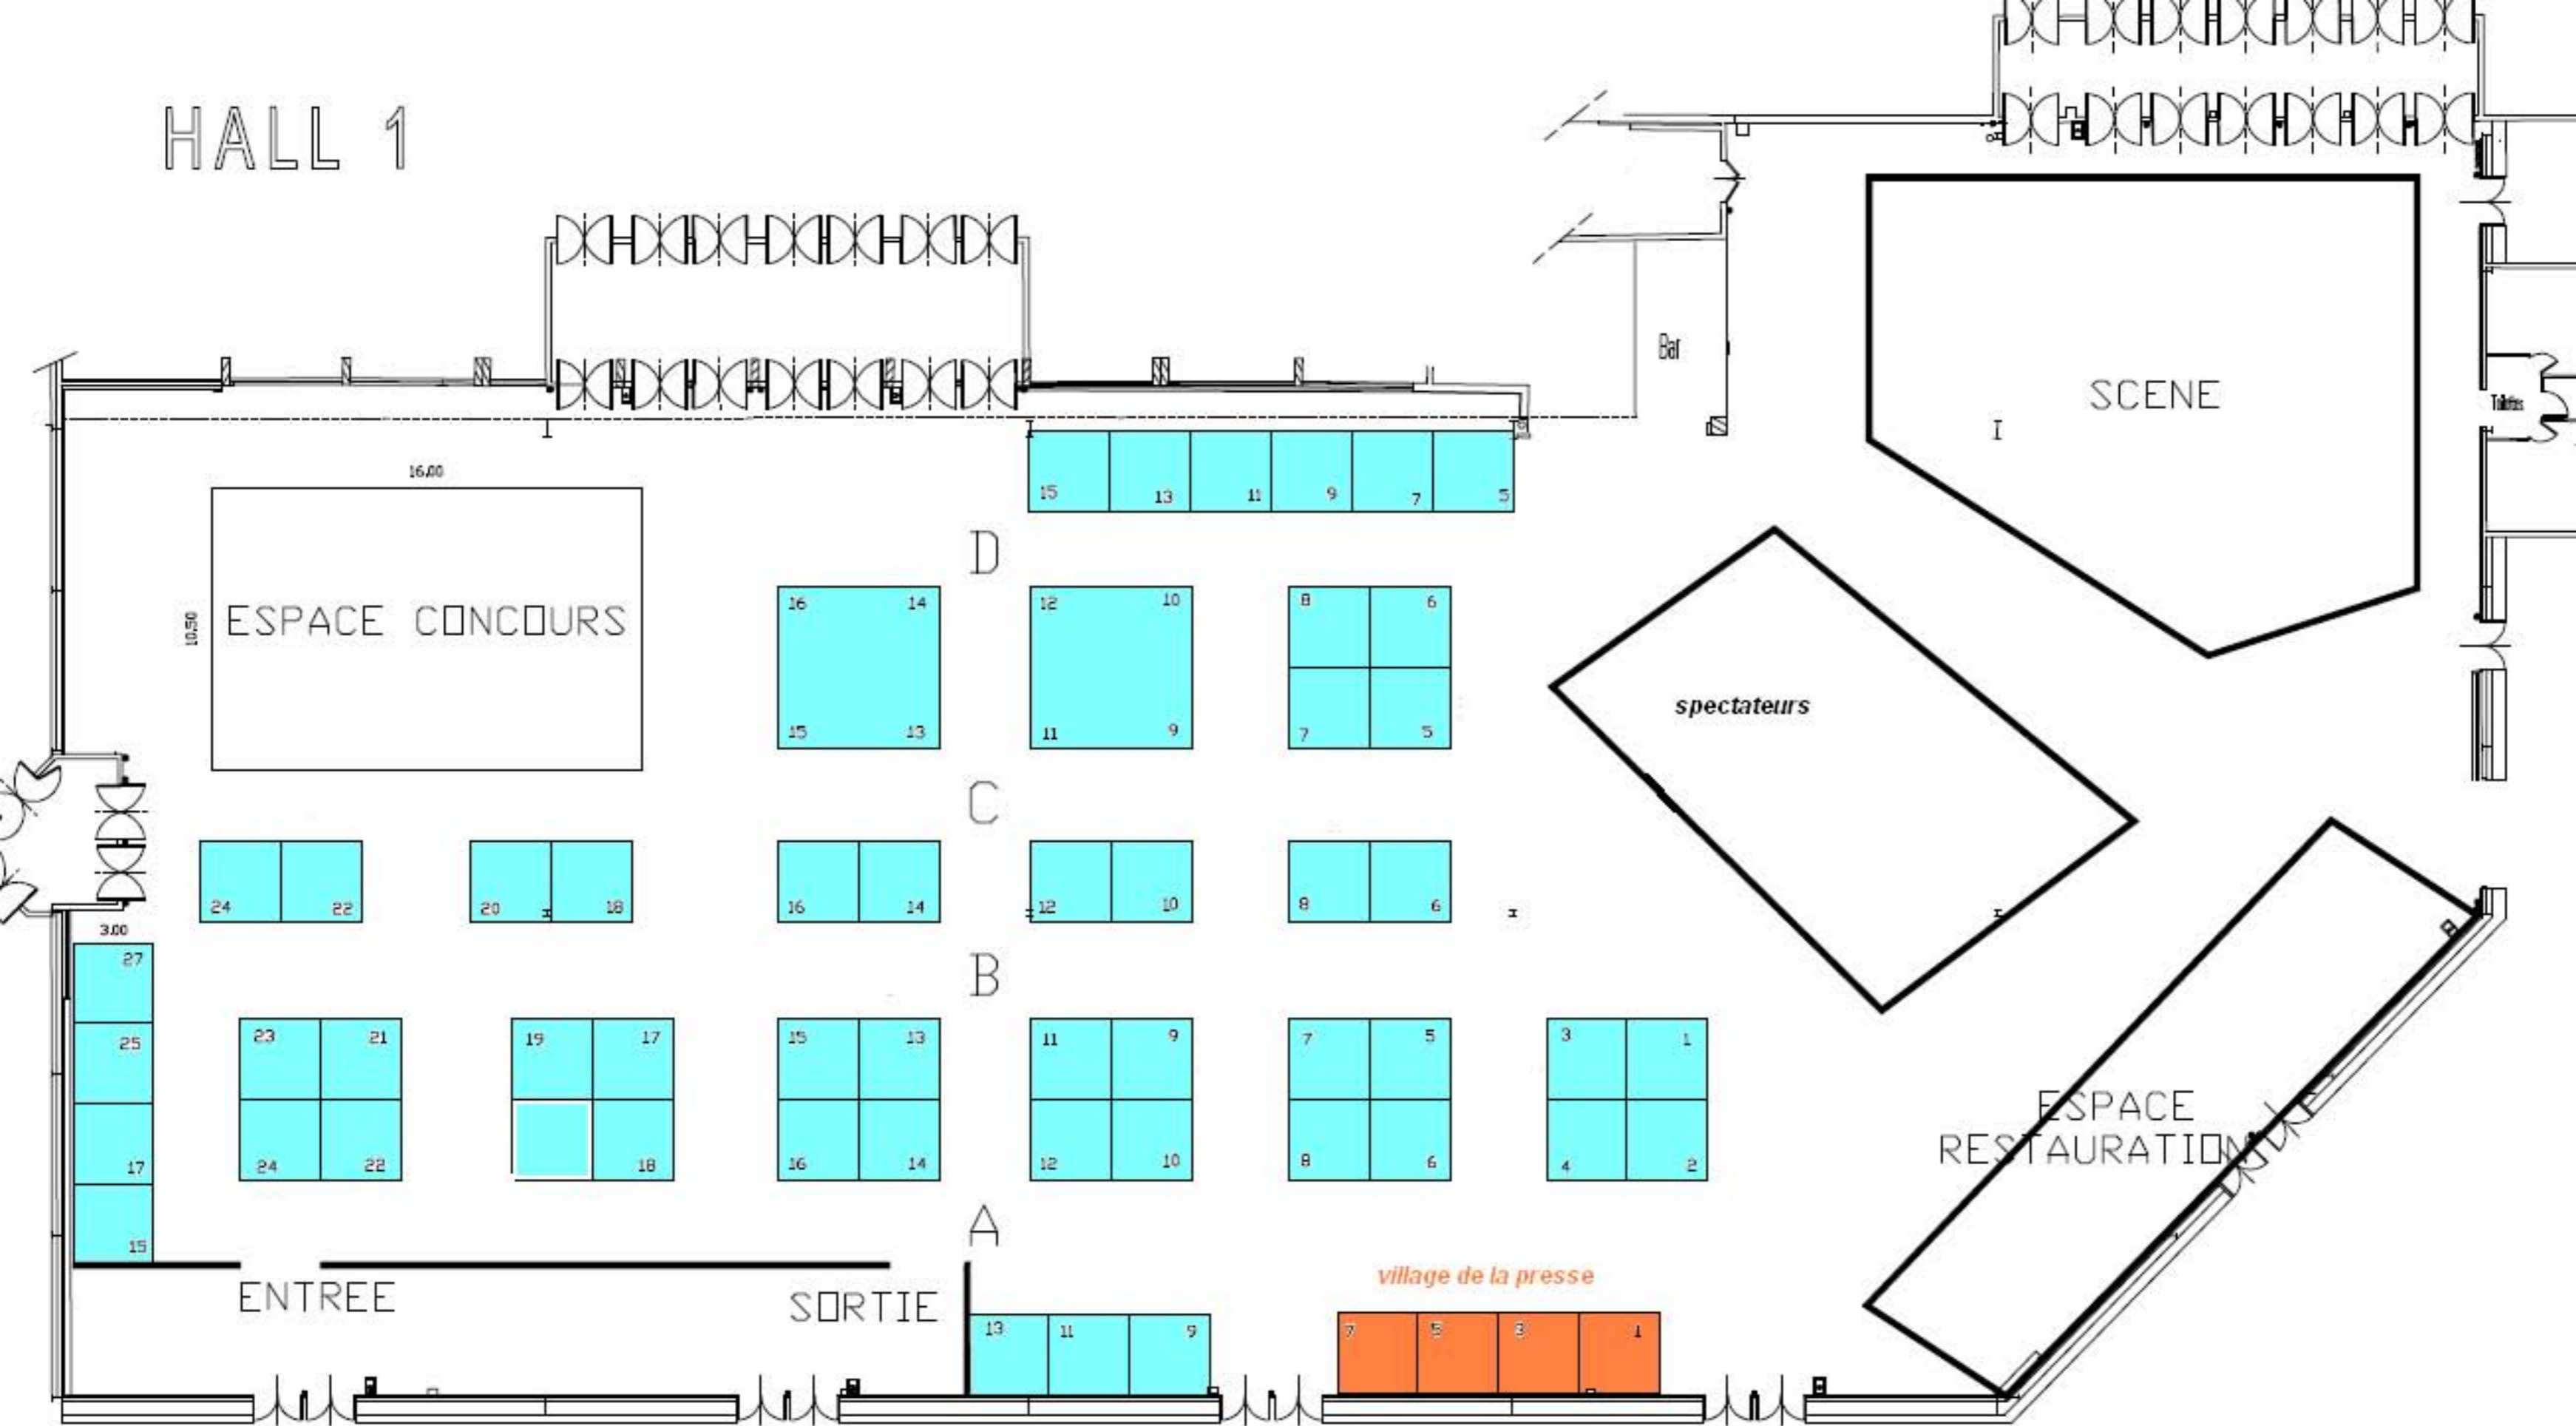 HALL 1
Bar
SCENE
16,00
15 13 11 9 7 5
D
10,50
ESPACE CONCOURS
16 14 12 10 8 6
spectateurs
15 13 11 9 7 5
C
24 22 20 18 16 14 12 10 8 6
3.00
27
B
25
23 21 19 17 15 13 11 9 7 5 3 1
ESPACE
RESTAURATION
17
24 22 18 16 14 12 10 8 6 4 2
A
15
ENTREE
SORTIE
village de la presse
13 11 9 7 5 3 1